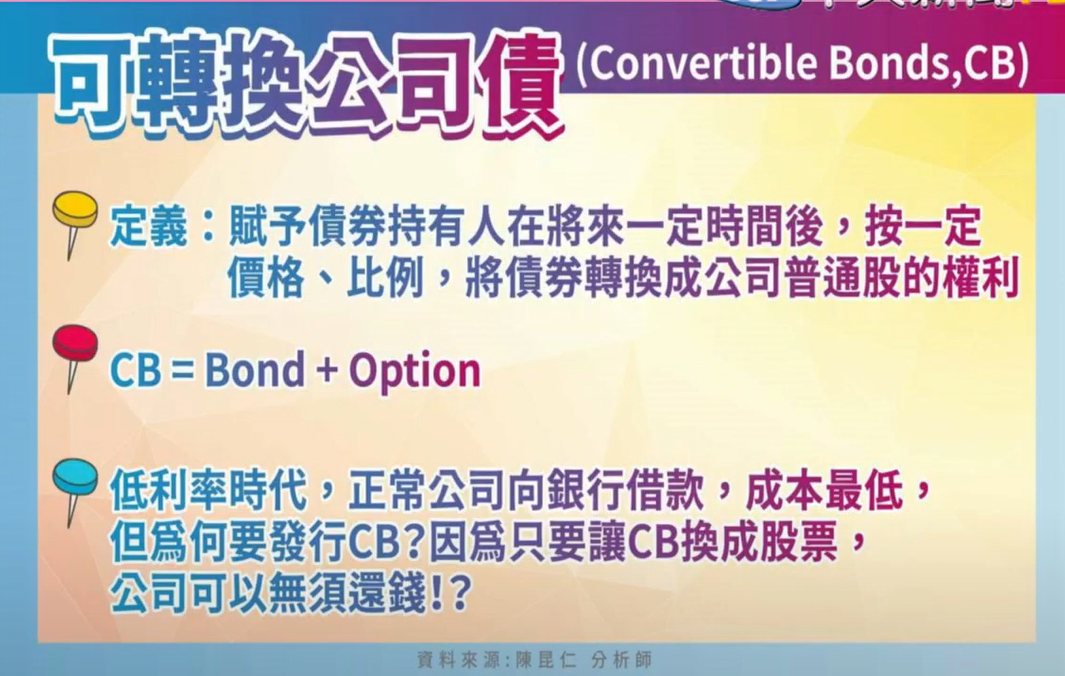 可轉換公司債(Convertible Bonds,CB)
定義：賦予債券持有人在將來一定時間後，按一定
價格、比例，將債券轉換成公司普通股的權利
CB = Bond + Option
低利率時代，正常公司向銀行借款，成本最低，
但為何要發行CB？因為只要讓CB換成股票，
公司可以無須還錢！？
資料來源:陳昆仁 分析師